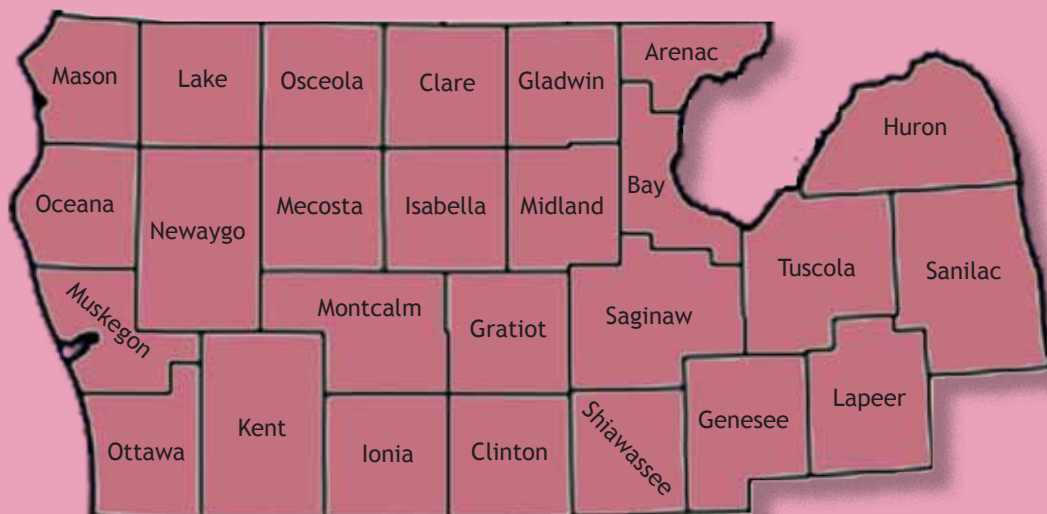 Mason
Lake
Osceola
Clare
Gladwin
Arenac
Huron
Oceana
Newaygo
Mecosta
Isabella
Midland
Bay
Tuscola
Sanilac
Muskegon
Montcalm
Gratiot
Saginaw
Ottawa
Kent
Ionia
Clinton
Shiawassee
Genesee
Lapeer